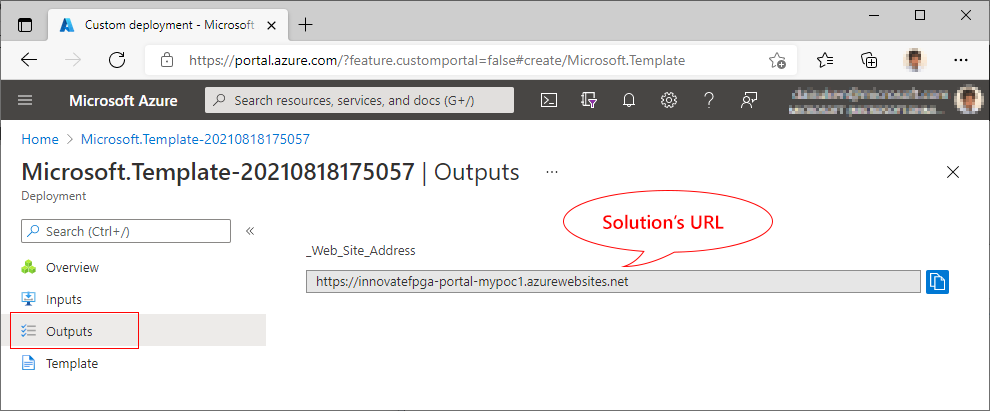 Custom deployment - Microsoft
https://portal.azure.com/?feature.customportal=false#create/Microsoft.Template
Microsoft Azure
Search resources, services, and docs (G+/)
Home > Microsoft.Template-20210818175057
Microsoft.Template-20210818175057 | Outputs ...
Deployment
Search (Ctrl+/)
«
Solution's URL
_Web_Site_Address
https://innovatefpga-portal-mypoc1.azurewebsites.net
Overview
Inputs
Outputs
Template